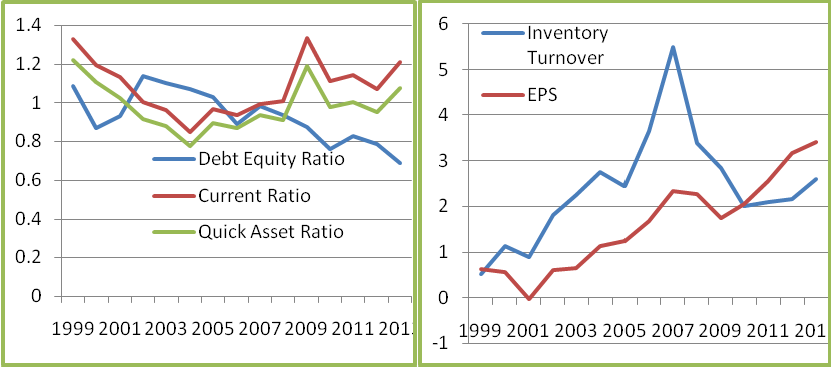 1.4
1.2
1
0.8
0.6
0.4
0.2
0
Debt Equity Ratio
Current Ratio
Quick Asset Ratio
1999 2001 2003 2005 2007 2009 2011 201
6
5
4
3
2
1
0
-1
Inventory
Turnover
EPS
1999 2001 2003 2005 2007 2009 2011 201